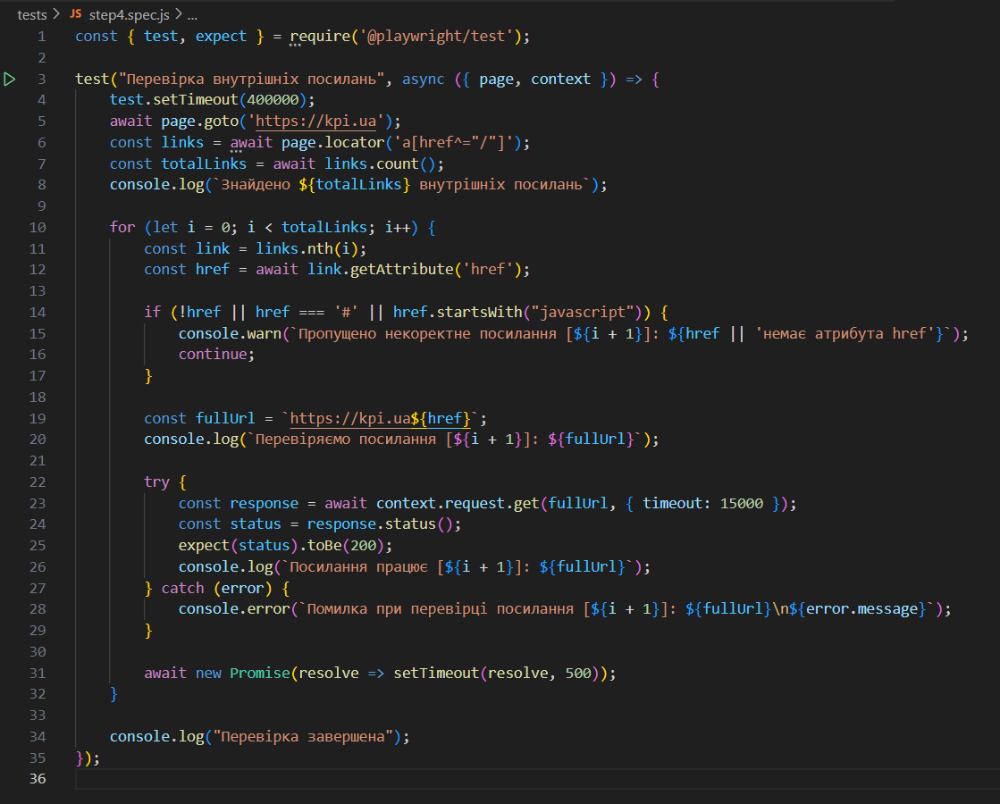 tests > JS step4.spec.js > ...
1 const { test, expect } = require('@playwright/test');
2
3 test("Перевірка внутрішніх посилань", async ({ page, context }) => {
4     test.setTimeout(400000);
5     await page.goto('https://kpi.ua');
6     const links = await page.locator('a[href^="/"]');
7     const totalLinks = await links.count();
8     console.log(`Знайдено ${totalLinks} внутрішніх посилань`);
9
10     for (let i = 0; i < totalLinks; i++) {
11         const link = links.nth(i);
12         const href = await link.getAttribute('href');
13
14         if (!href || href === '#' || href.startsWith("javascript")) {
15             console.warn(`Пропущено некоректне посилання [${i + 1}]: ${href || 'немає атрибута href'}`);
16             continue;
17         }
18
19         const fullUrl = `https://kpi.ua${href}`;
20         console.log(`Перевіряємо посилання [${i + 1}]: ${fullUrl}`);
21
22         try {
23             const response = await context.request.get(fullUrl, { timeout: 15000 });
24             const status = response.status();
25             expect(status).toBe(200);
26             console.log(`Посилання працює [${i + 1}]: ${fullUrl}`);
27         } catch (error) {
28             console.error(`Помилка при перевірці посилання [${i + 1}]: ${fullUrl}\n${error.message}`);
29         }
30
31         await new Promise(resolve => setTimeout(resolve, 500));
32     }
33
34     console.log("Перевірка завершена");
35 });
36